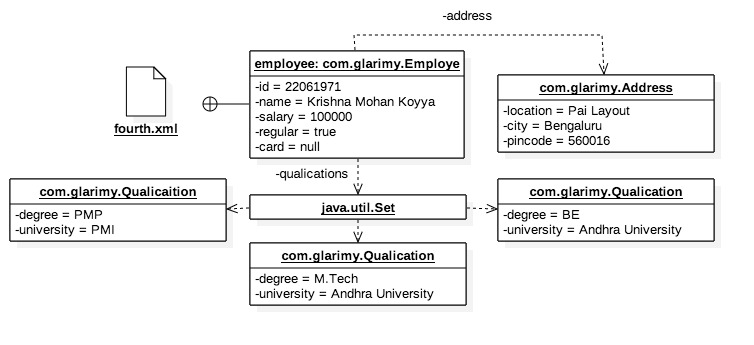 -address
employee: com.glarimy.Employe
-id = 22061971
-name = Krishna Mohan Koyya
-salary = 100000
-regular = true
-card = null
fourth.xml
com.glarimy.Address
-location = Pai Layout
-city = Bengaluru
-pincode = 560016
-qualications
com.glarimy.Qualicaition
-degree = PMP
-university = PMI
java.util.Set
com.glarimy.Qualication
-degree = BE
-university = Andhra University
com.glarimy.Qualication
-degree = M.Tech
-university = Andhra University